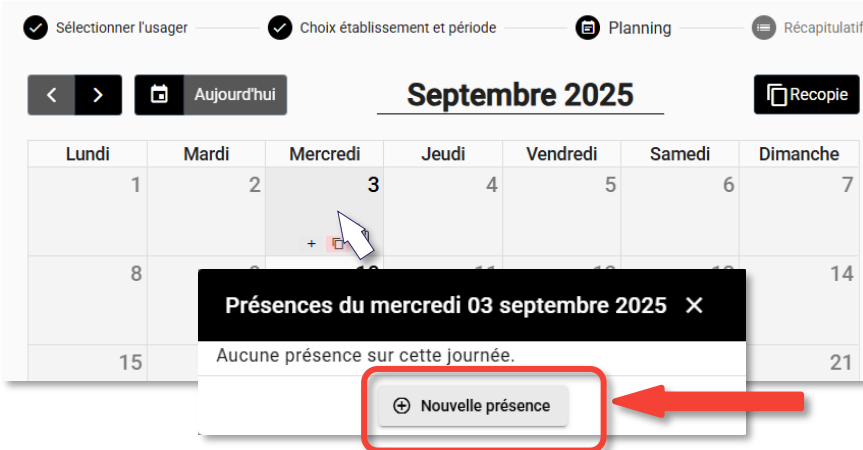 Sélectionner l'usager
Choix établissement et période
Planning
Récapitulatif
Aujourd'hui
Septembre 2025
Recopie
Lundi Mardi Mercredi Jeudi Vendredi Samedi Dimanche
1 2 3 4 5 6 7
+
8 14
Présences du mercredi 03 septembre 2025 ×
Aucune présence sur cette journée.
15 21
Nouvelle présence